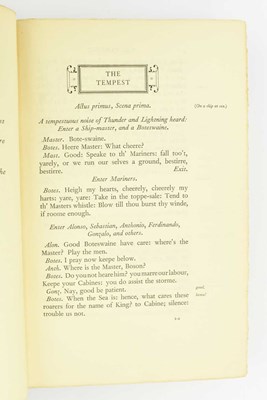 THE
TEMPEST
Actus primus, Scena prima.
(On a ship at sea.)
A tempestuous noise of Thunder and Lightning heard:
Enter a Ship-master, and a Boteswaine.
Master. Bote-swaine.
Botes. Heere Master: What cheere?
Mast. Good: Speake to th' Mariners: fall too't,
yarely, or we run our selves a ground, bestirre,
bestirre.
Exit.
Enter Mariners.
Botes. Heigh my hearts, cheerely, cheerely my
harts: yare, yare: Take in the toppe-sale: Tend to
th' Masters whistle: Blow till thou burst thy winde,
if roome enough.
Enter Alonso, Sebastian, Anthonio, Ferdinando,
Gonzalo, and others.
Alon. Good Boteswaine have care: where's the
Master? Play the men.
Botes. I pray now keepe below.
Anth. Where is the Master, Boson?
Botes. Do you not heare him? you marre our labour,
Keepe your Cabines: you do assist the storme.
Gonz. Nay, good be patient.
good,
Botes. When the Sea is: hence, what cares these
roarers for the name of King? to Cabine; silence!
trouble us not.